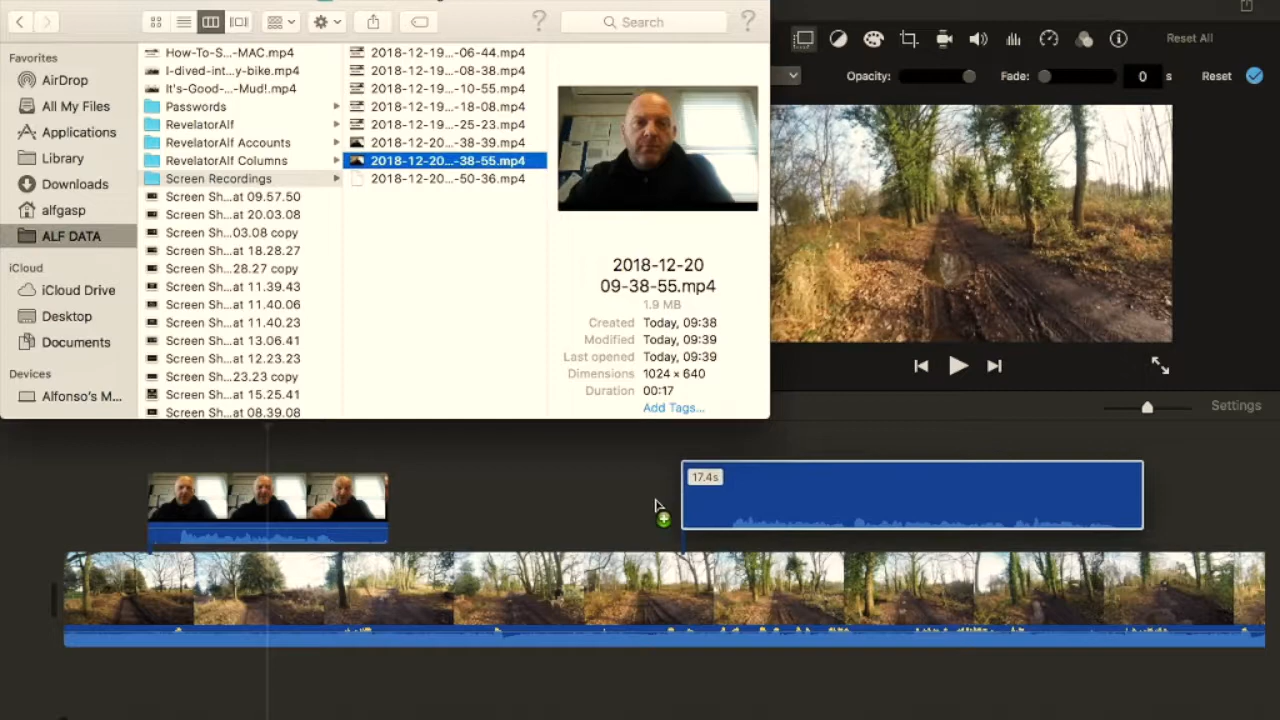 Search
Favorites
AirDrop
All My Files
Applications
Library
Downloads
alfgasp
ALF DATA
iCloud
iCloud Drive
Desktop
Documents
Devices
Alfonso's M...
How-To-S...-MAC.mp4
I-dived-int...y-bike.mp4
It's-Good-...-Mud!.mp4
Passwords
RevelatorAlf
RevelatorAlf Accounts
RevelatorAlf Columns
Screen Recordings
Screen Sh...at 09.57.50
Screen Sh...at 20.03.08
Screen Sh...03.08 copy
Screen Sh...at 18.28.27
Screen Sh...28.27 copy
Screen Sh...at 11.39.43
Screen Sh...at 11.40.06
Screen Sh...at 11.40.23
Screen Sh...at 13.06.41
Screen Sh...at 12.23.23
Screen Sh...23.23 copy
Screen Sh...at 15.25.41
Screen Sh...at 08.39.08
2018-12-19...-06-44.mp4
2018-12-19...-08-38.mp4
2018-12-19...-10-55.mp4
2018-12-19...-18-08.mp4
2018-12-19...-25-23.mp4
2018-12-20...-38-39.mp4
2018-12-20...-38-55.mp4
2018-12-20...-50-36.mp4
2018-12-20
09-38-55.mp4
1.9 MB
Created Today, 09:38
Modified Today, 09:39
Last opened Today, 09:39
Dimensions 1024 × 640
Duration 00:17
Add Tags...
Reset All
Opacity: Fade: 0 s Reset
Settings
17.4s